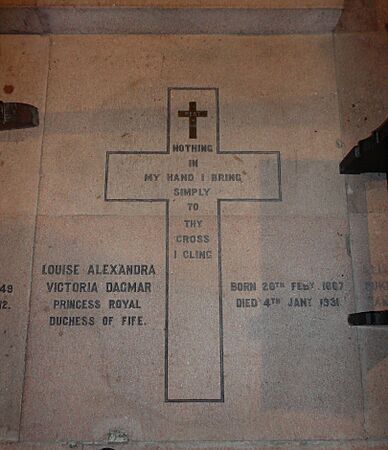 NOTHING
IN
MY HAND I BRING
SIMPLY
TO
THY
CROSS
I CLING
LOUISE ALEXANDRA
VICTORIA DAGMAR
PRINCESS ROYAL
DUCHESS OF FIFE.
BORN 20TH FEBY 1867
DIED 4TH JANY 1931